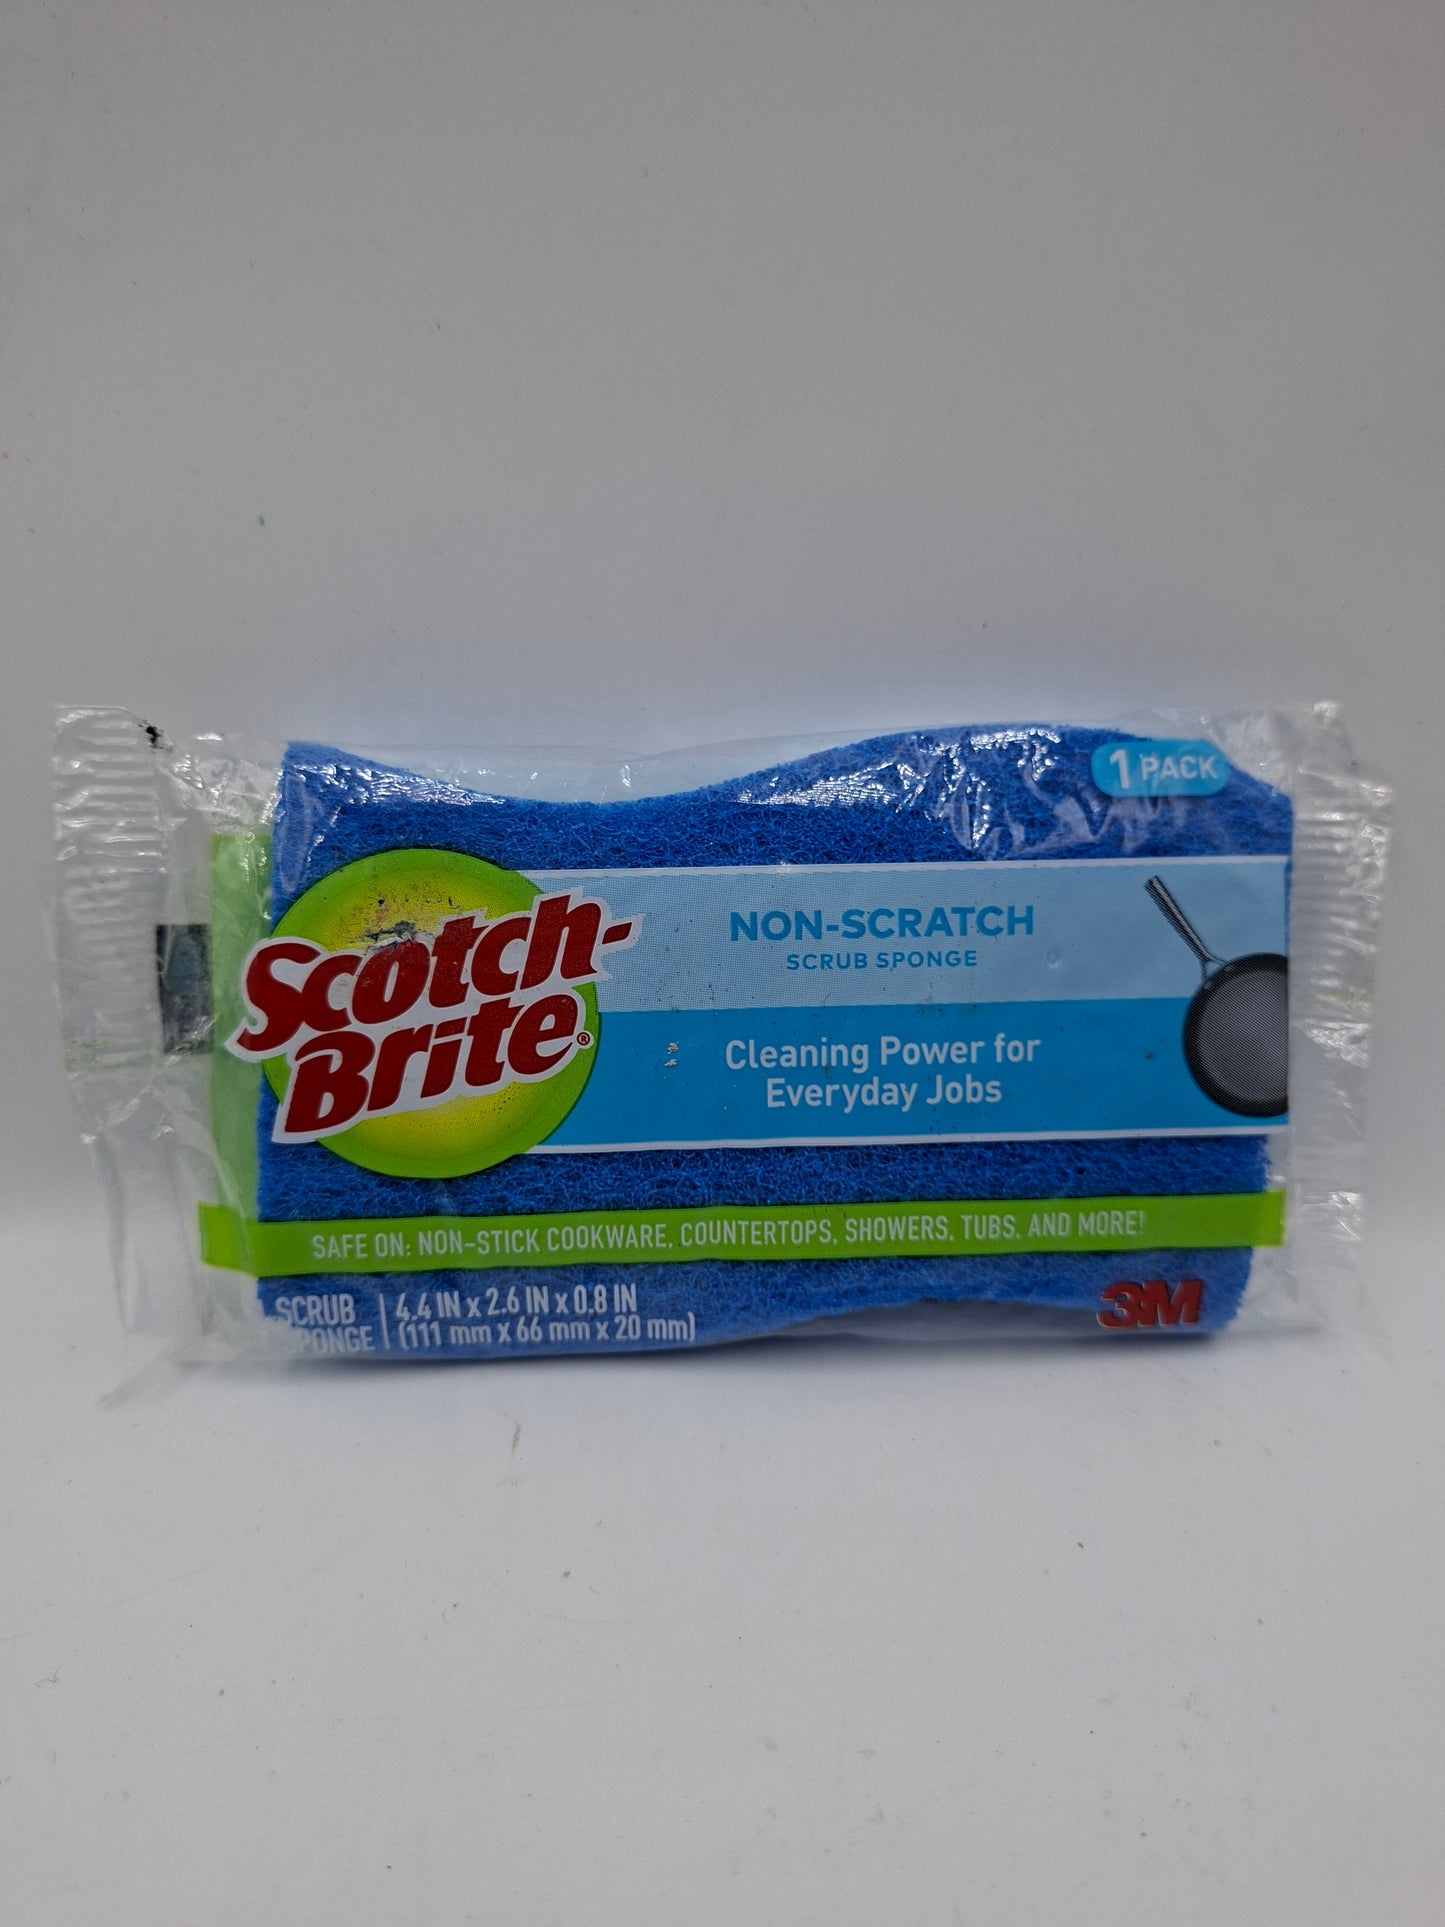 1 PACK
Scotch-
Brite®
NON-SCRATCH
SCRUB SPONGE
Cleaning Power for
Everyday Jobs
SAFE ON: NON-STICK COOKWARE, COUNTERTOPS, SHOWERS, TUBS, AND MORE!
SCRUB
SPONGE
4.4 IN x 2.6 IN x 0.8 IN
(111 mm x 66 mm x 20 mm)
3M